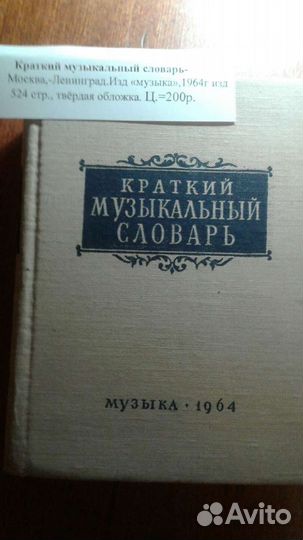 Краткий музыкальный словарь-
Москва,-Ленинград.Изд «музыка»,1964г изд
524 стр., твёрдая обложка. Ц.=200р.
КРАТКИЙ
МУЗЫКАЛЬНЫЙ
СЛОВАРЬ
МУЗЫКА • 1964
Avito